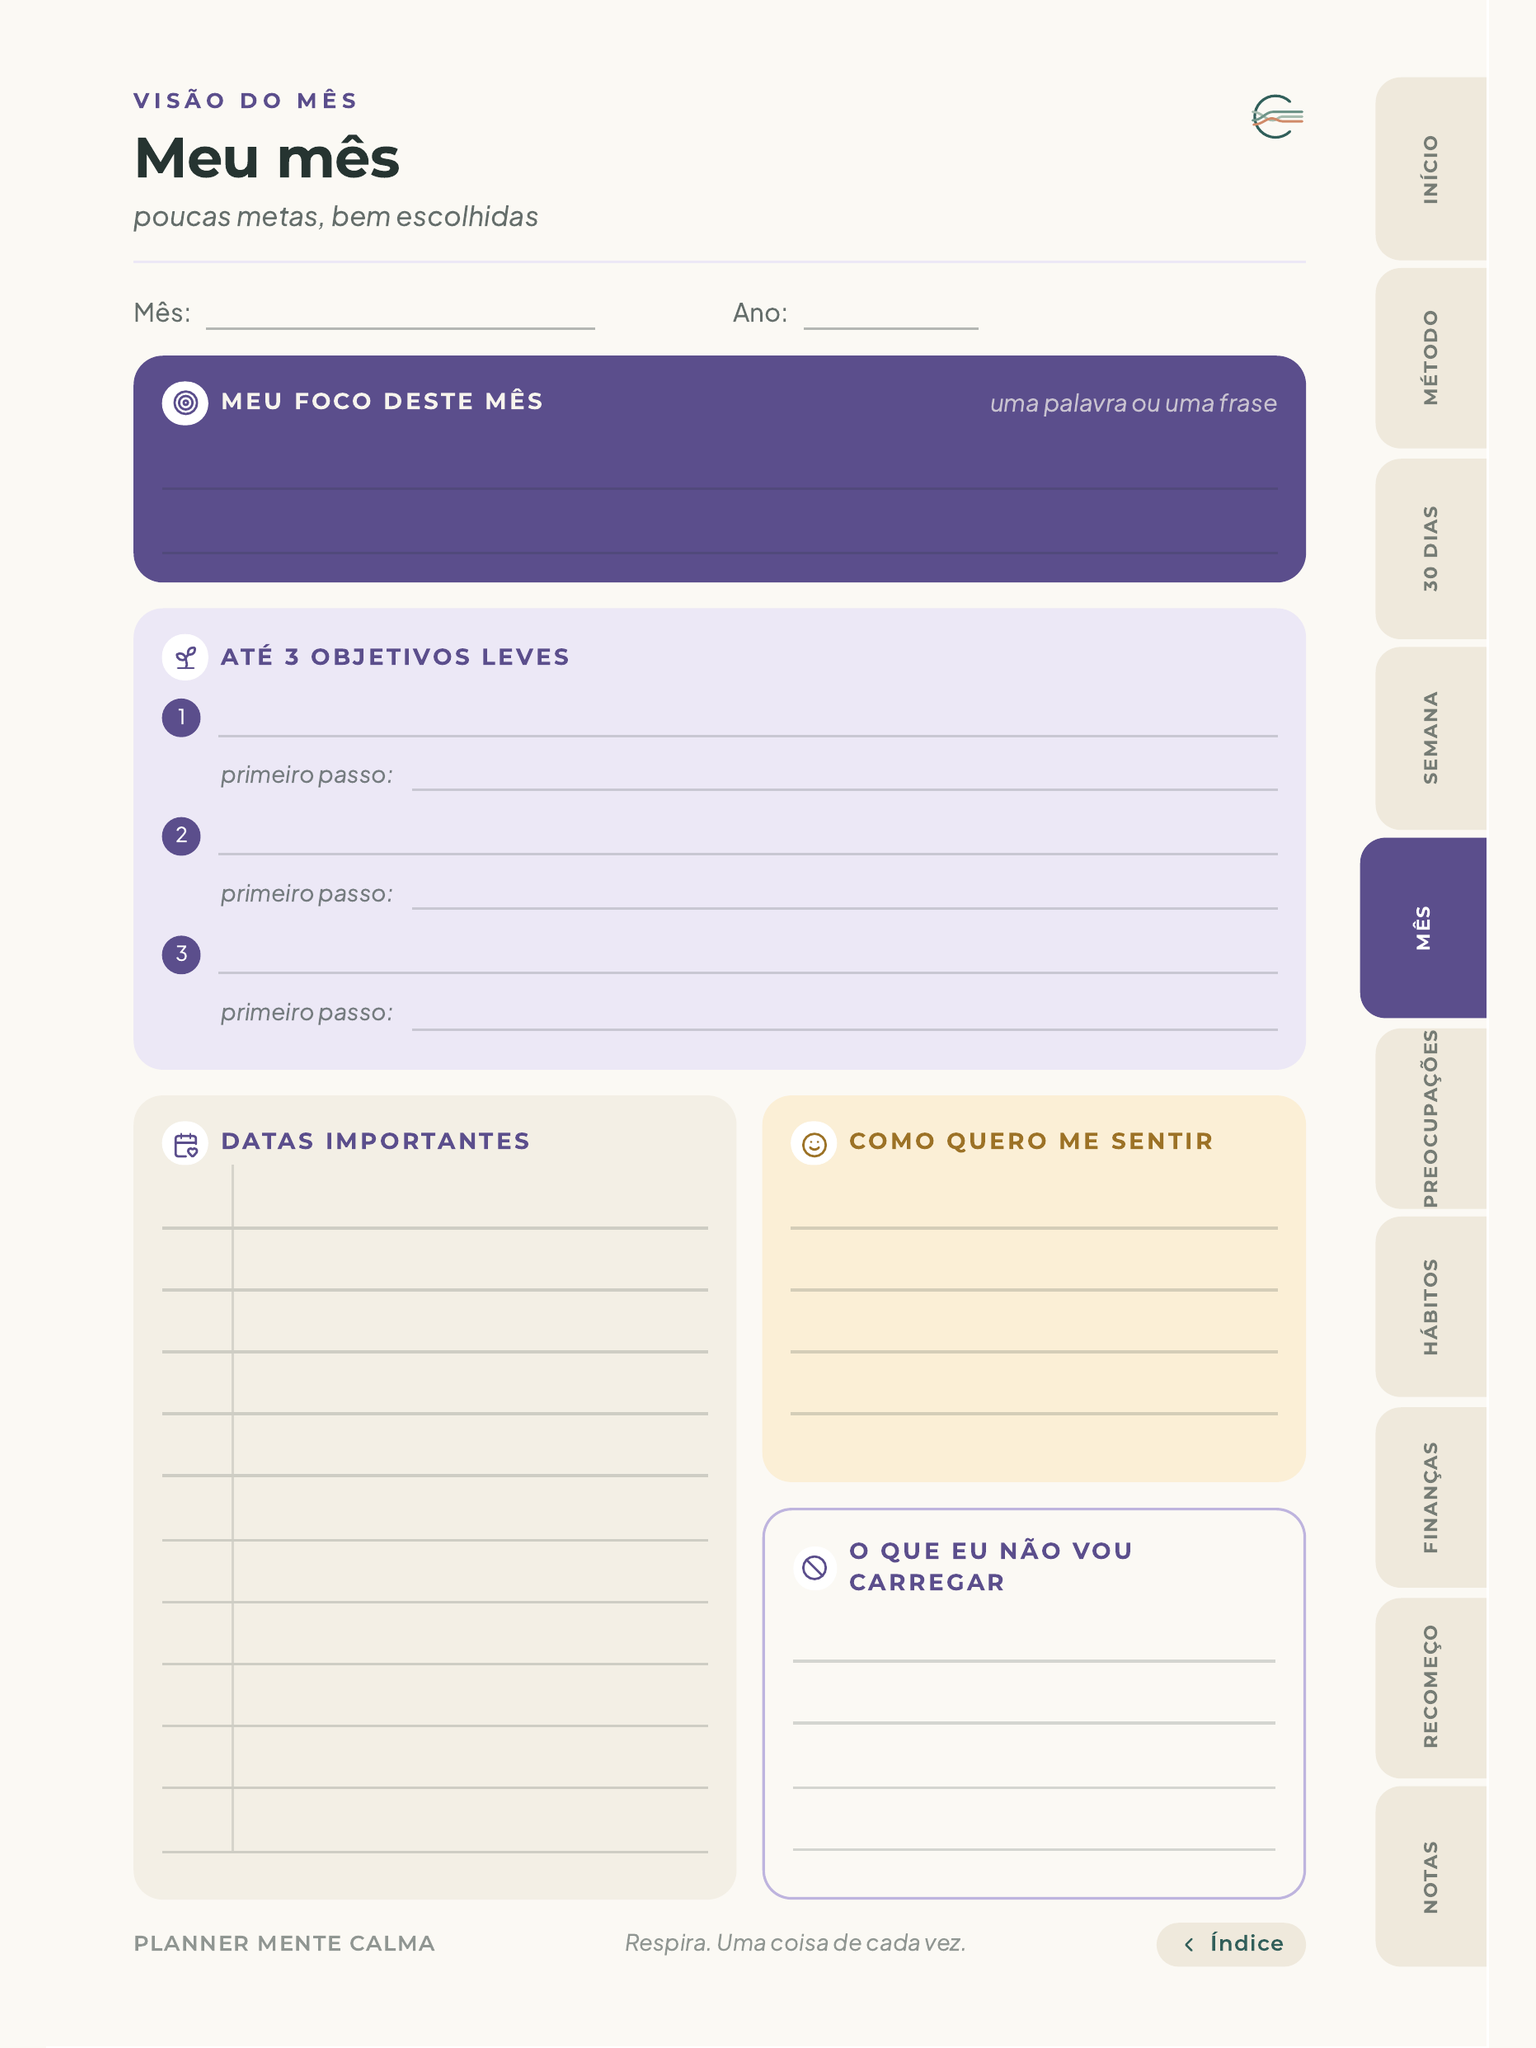 VISÃO DO MÊS
Meu mês
poucas metas, bem escolhidas
Mês:
Ano:
MEU FOCO DESTE MÊS
uma palavra ou uma frase
ATÉ 3 OBJETIVOS LEVES
1
primeiro passo:
2
primeiro passo:
3
primeiro passo:
DATAS IMPORTANTES
COMO QUERO ME SENTIR
O QUE EU NÃO VOU
CARREGAR
PLANNER MENTE CALMA
Respira. Uma coisa de cada vez.
‹ Índice
INÍCIO
MÉTODO
30 DIAS
SEMANA
MÊS
PREOCUPAÇÕES
HÁBITOS
FINANÇAS
RECOMEÇO
NOTAS